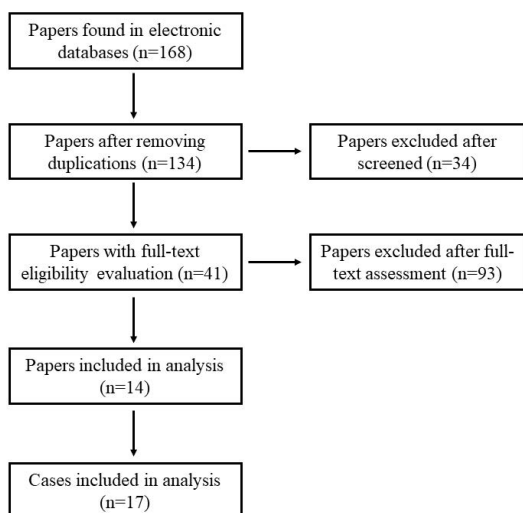 Papers found in electronic
databases (n=168)
Papers after removing
duplications (n=134)
Papers excluded after
screened (n=34)
Papers with full-text
eligibility evaluation (n=41)
Papers excluded after full-
text assessment (n=93)
Papers included in analysis
(n=14)
Cases included in analysis
(n=17)